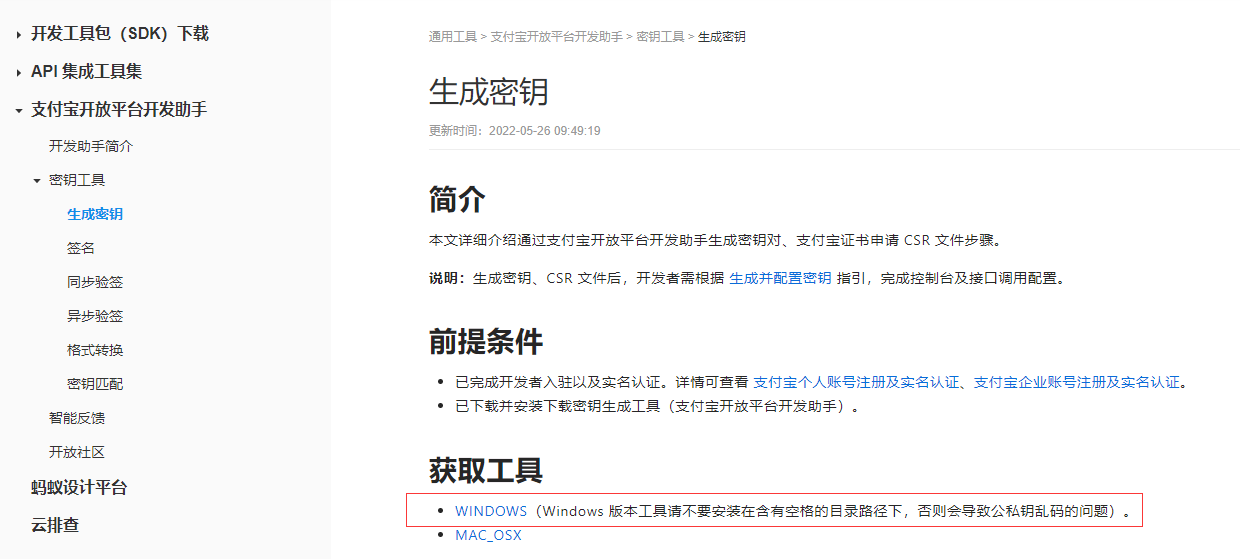 开发工具包（SDK）下载
API 集成工具集
支付宝开放平台开发助手
开发助手简介
密钥工具
生成密钥
签名
同步验签
异步验签
格式转换
密钥匹配
智能反馈
开放社区
蚂蚁设计平台
云排查
通用工具 > 支付宝开放平台开发助手 > 密钥工具 > 生成密钥
生成密钥
更新时间：2022-05-26 09:49:19
简介
本文详细介绍通过支付宝开放平台开发助手生成密钥对、支付宝证书申请 CSR 文件步骤。
说明：生成密钥、CSR 文件后，开发者需根据 生成并配置密钥 指引，完成控制台及接口调用配置。
前提条件
已完成开发者入驻以及实名认证。详情可查看 支付宝个人账号注册及实名认证、支付宝企业账号注册及实名认证。
已下载并安装下载密钥生成工具（支付宝开放平台开发助手）。
获取工具
WINDOWS（Windows 版本工具请不要安装在含有空格的目录路径下，否则会导致公私钥乱码的问题）。
MAC_OSX